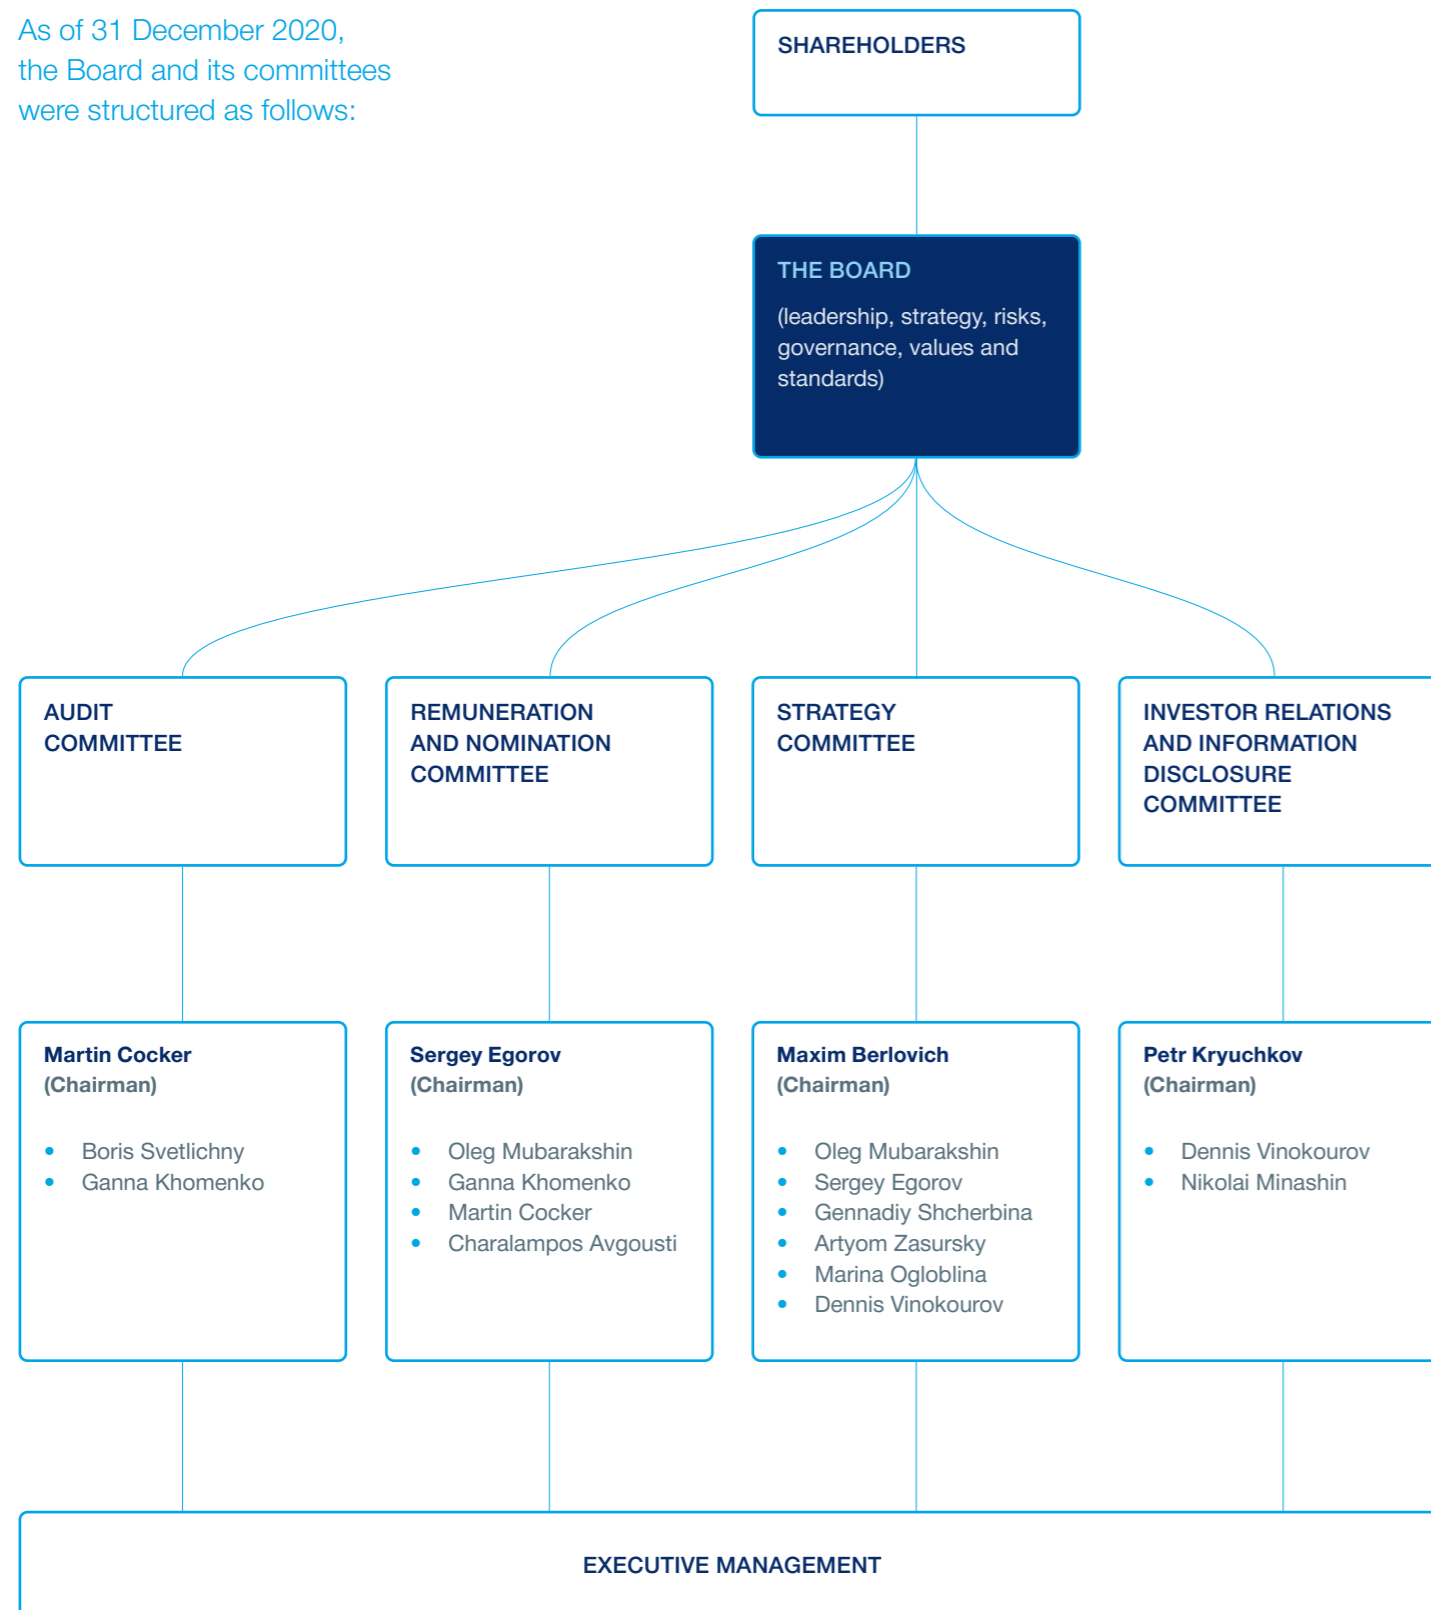 As of 31 December 2020,
the Board and its committees
were structured as follows:
SHAREHOLDERS
THE BOARD
(leadership, strategy, risks,
governance, values and
standards)
AUDIT
COMMITTEE
REMUNERATION
AND NOMINATION
COMMITTEE
STRATEGY
COMMITTEE
INVESTOR RELATIONS
AND INFORMATION
DISCLOSURE
COMMITTEE
Martin Cocker
(Chairman)
• Boris Svetlichny
• Ganna Khomenko
Sergey Egorov
(Chairman)
• Oleg Mubarakshin
• Ganna Khomenko
• Martin Cocker
• Charalampos Avgousti
Maxim Berlovich
(Chairman)
• Oleg Mubarakshin
• Sergey Egorov
• Gennadiy Shcherbina
• Artyom Zasursky
• Marina Ogloblina
• Dennis Vinokourov
Petr Kryuchkov
(Chairman)
• Dennis Vinokourov
• Nikolai Minashin
EXECUTIVE MANAGEMENT